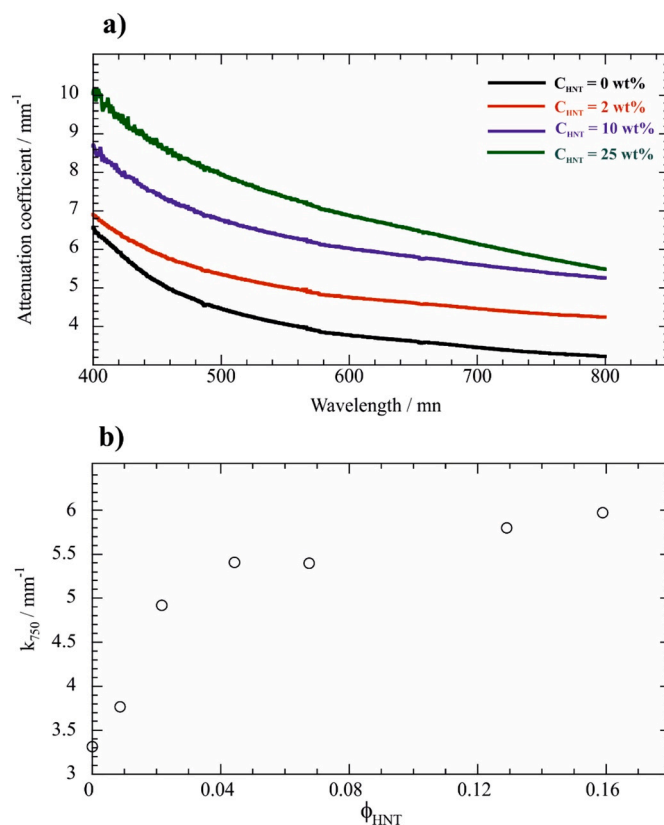 a)
Attenuation coefficient / mm⁻¹
10
9
8
7
6
5
4
C_HNT = 0 wt%
C_HNT = 2 wt%
C_HNT = 10 wt%
C_HNT = 25 wt%
400
500
600
700
800
Wavelength / mn
b)
k₇₅₀ / mm⁻¹
6
5.5
5
4.5
4
3.5
3
0
0.04
0.08
0.12
0.16
ϕ_HNT